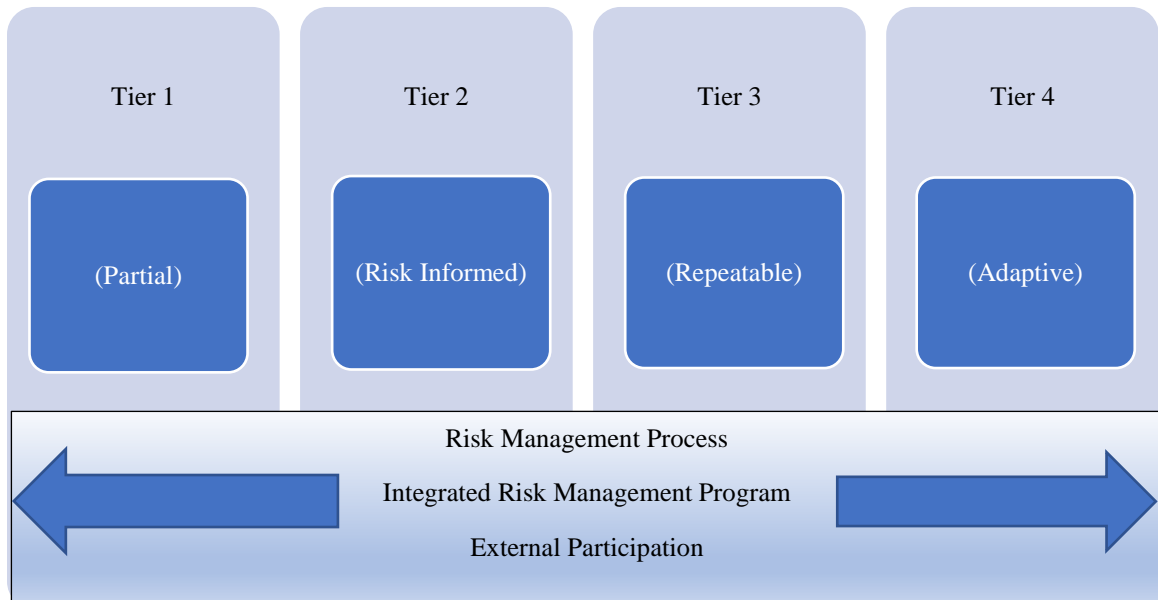 Tier 1
Tier 2
Tier 3
Tier 4
(Partial)
(Risk Informed)
(Repeatable)
(Adaptive)
Risk Management Process
Integrated Risk Management Program
External Participation